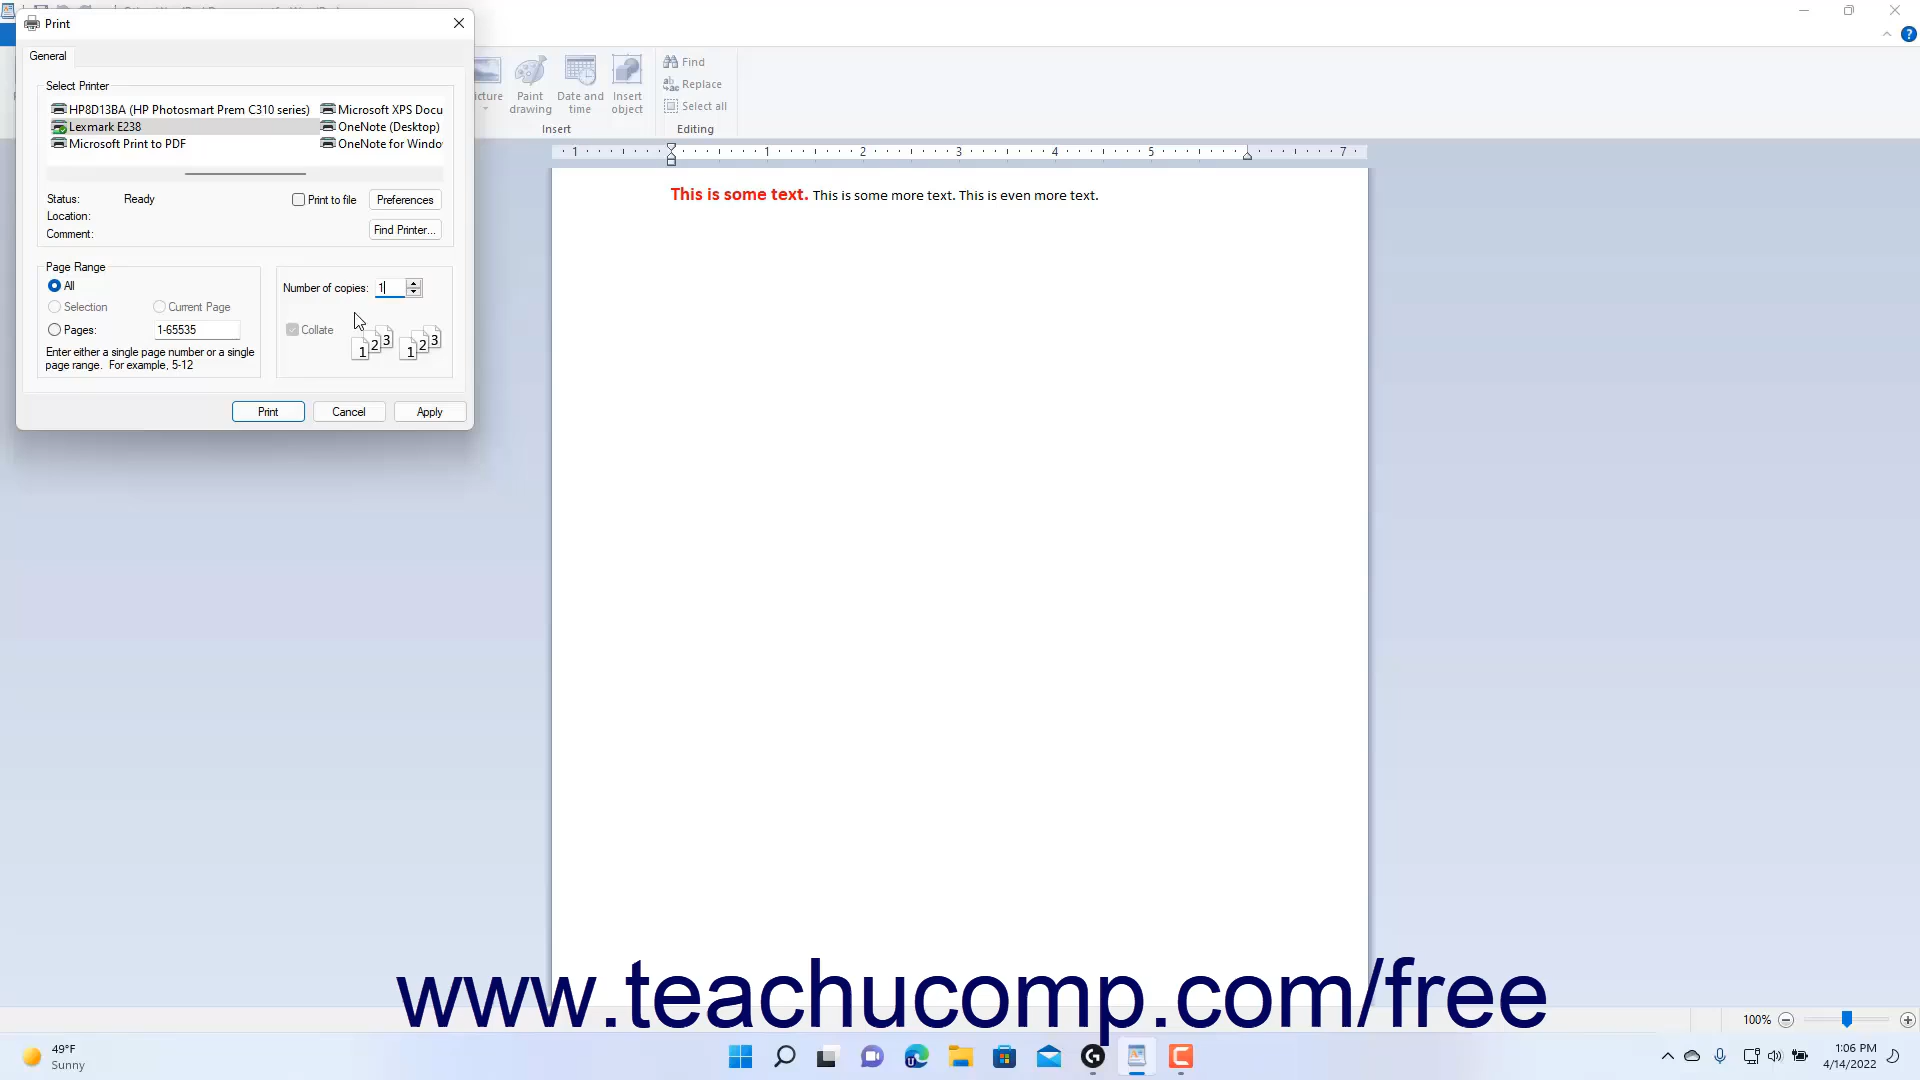 Print
General
Select Printer
HP8D13BA (HP Photosmart Prem C310 series)
Microsoft XPS Docu
Lexmark E238
OneNote (Desktop)
Microsoft Print to PDF
OneNote for Windo
Status: Ready
Print to file
Preferences
Location:
Comment:
Find Printer...
Page Range
All
Selection
Current Page
Pages: 1-65535
Enter either a single page number or a single
page range. For example, 5-12
Number of copies: 1
Collate
1 2 3 1 2 3
Print
Cancel
Apply
icture
Paint
drawing
Date and
time
Insert
object
Insert
Find
Replace
Select all
Editing
1 1 2 3 4 5 7
This is some text. This is some more text. This is even more text.
www.teachucomp.com/free
100%
49°F
Sunny
1:06 PM
4/14/2022